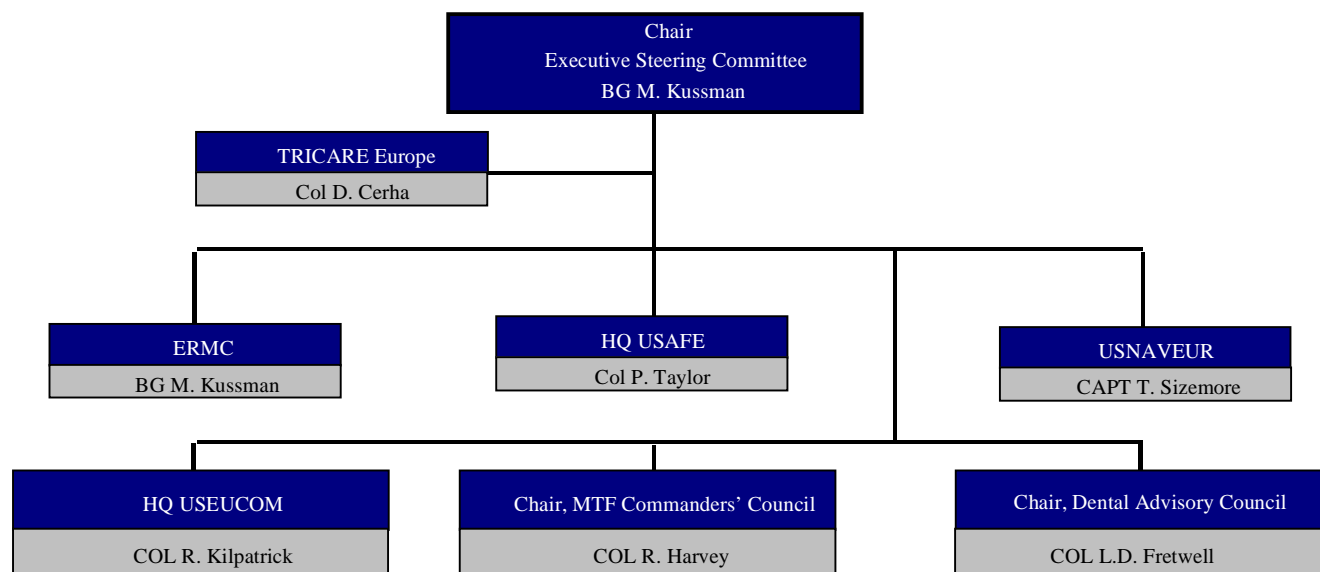 Chair
Executive Steering Committee
BG M. Kussman
TRICARE Europe
Col D. Cerha
ERMC
BG M. Kussman
HQ USAFE
Col P. Taylor
USNAVEUR
CAPT T. Sizemore
HQ USEUCOM
COL R. Kilpatrick
Chair, MTF Commanders’ Council
COL R. Harvey
Chair, Dental Advisory Council
COL L.D. Fretwell